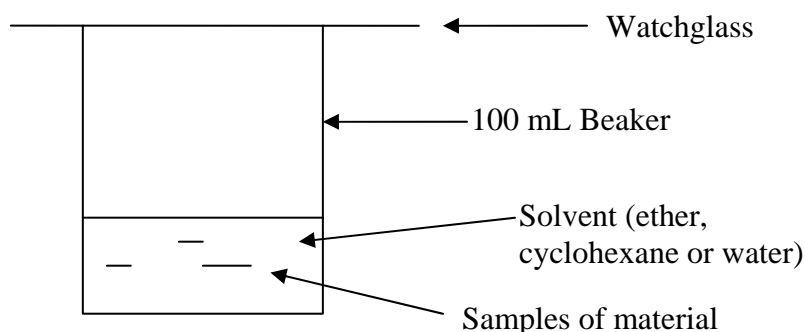 Watchglass
100 mL Beaker
Solvent (ether,
cyclohexane or water)
Samples of material